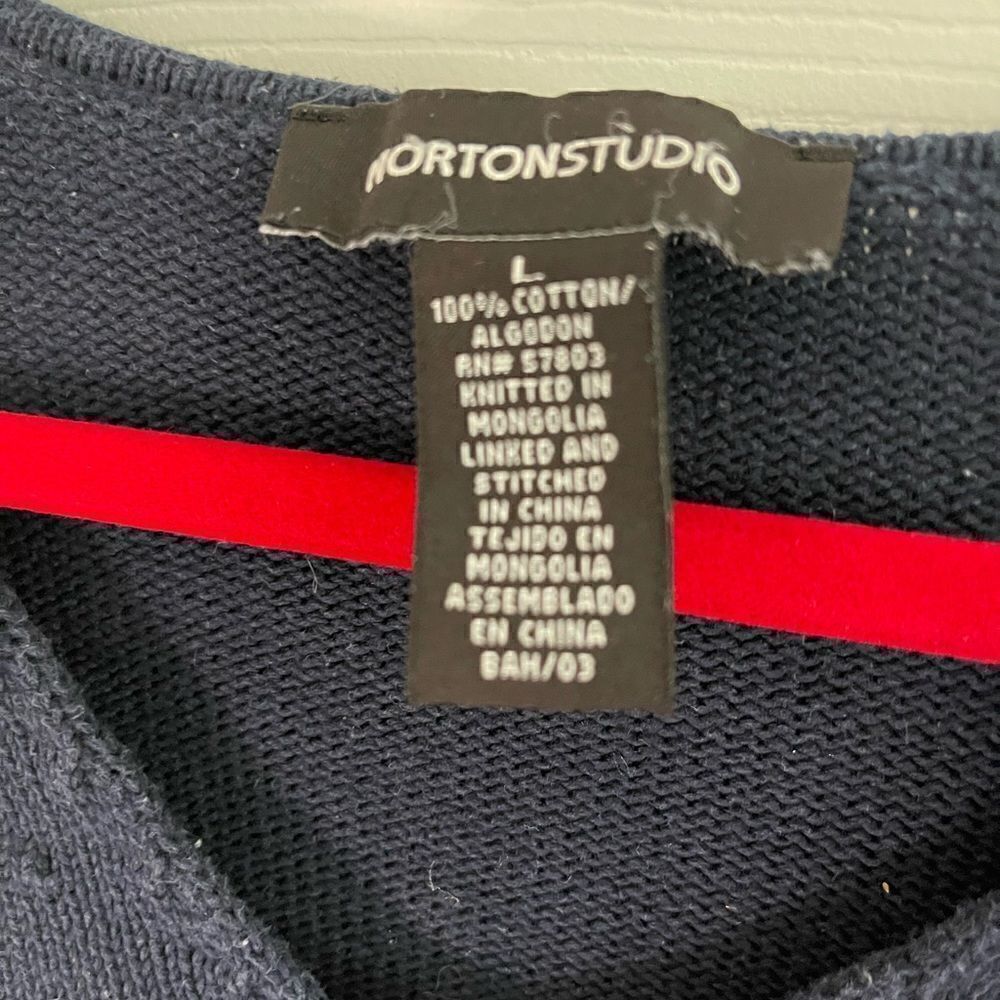 NORTONSTUDIO
L
100% COTTON/
ALGODON
RN# 57803
KNITTED IN
MONGOLIA
LINKED AND
STITCHED
IN CHINA
TEJIDO EN
MONGOLIA
ASSEMBLADO
EN CHINA
BAH/03